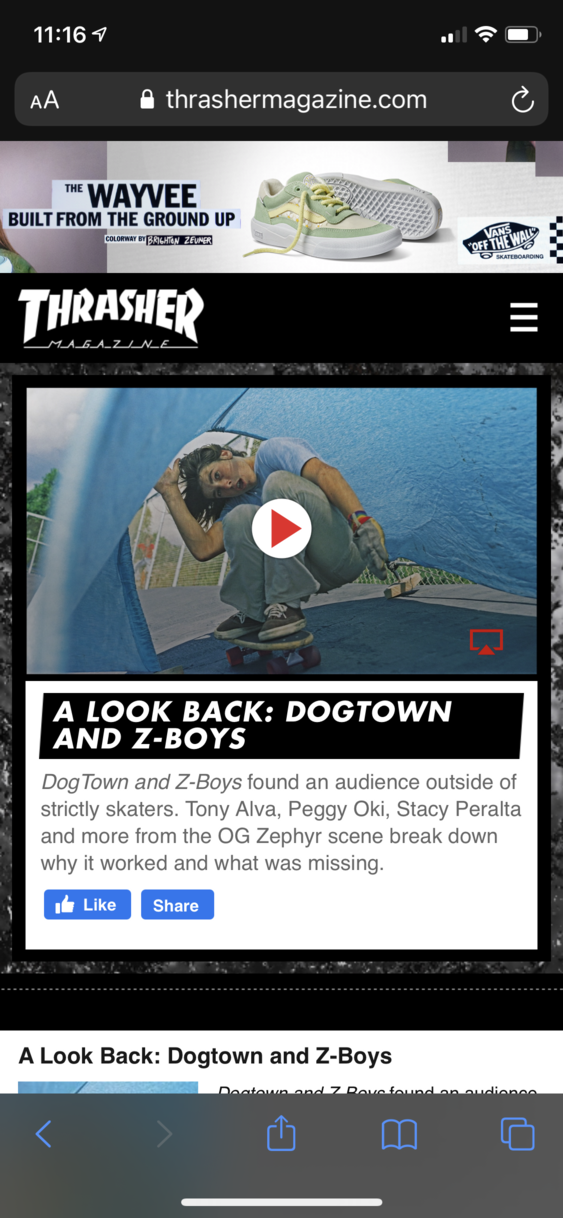 11:16
AA thrashermagazine.com
THE WAYVEE
BUILT FROM THE GROUND UP
COLORWAY BY BRIGHTON ZEUNER
VANS
"OFF THE WALL"
SKATEBOARDING
THRASHER
MAGAZINE
A LOOK BACK: DOGTOWN
AND Z-BOYS
DogTown and Z-Boys found an audience outside of
strictly skaters. Tony Alva, Peggy Oki, Stacy Peralta
and more from the OG Zephyr scene break down
why it worked and what was missing.
Like Share
A Look Back: Dogtown and Z-Boys
Dogtown and Z-Boys found an audience